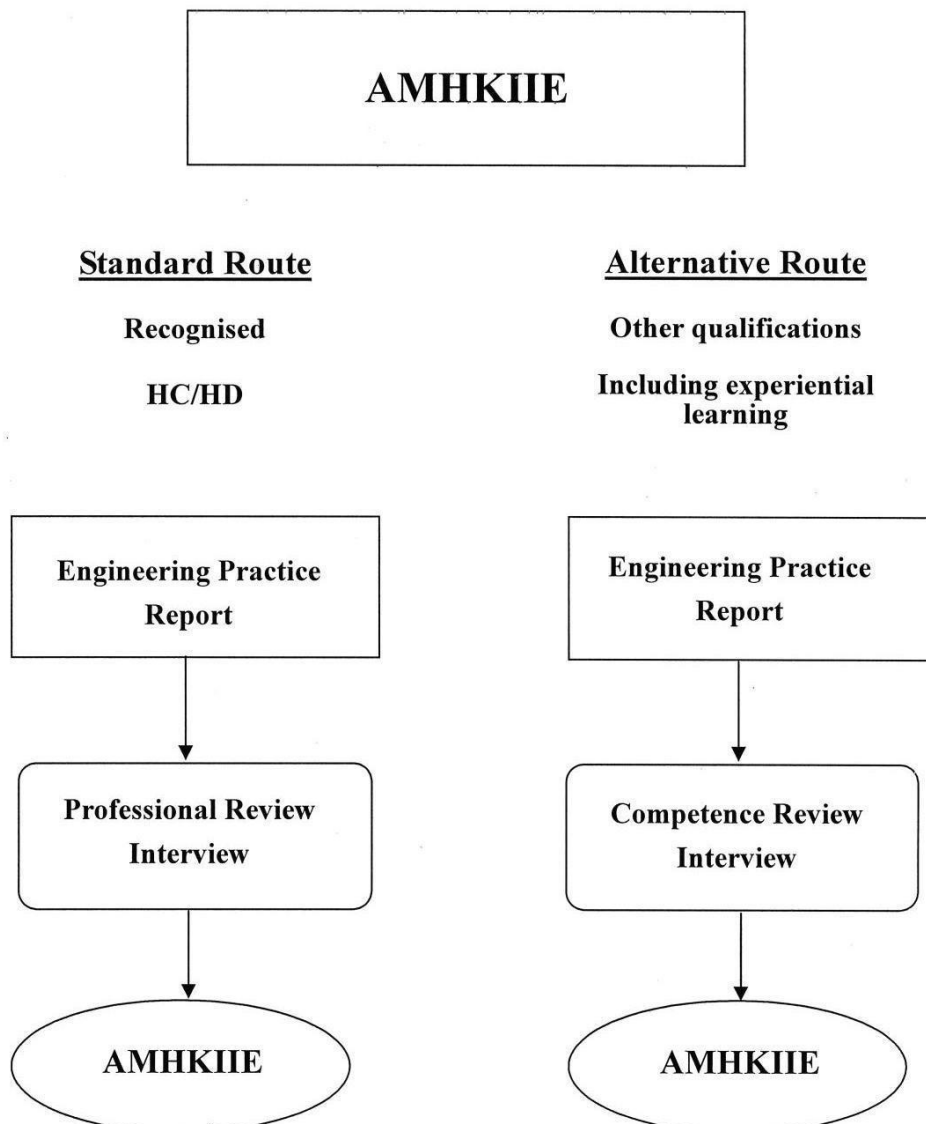 AMHKIIE
Standard Route
Recognised
HC/HD
Engineering Practice
Report
Professional Review
Interview
AMHKIIE
Alternative Route
Other qualifications
Including experiential
learning
Engineering Practice
Report
Competence Review
Interview
AMHKIIE